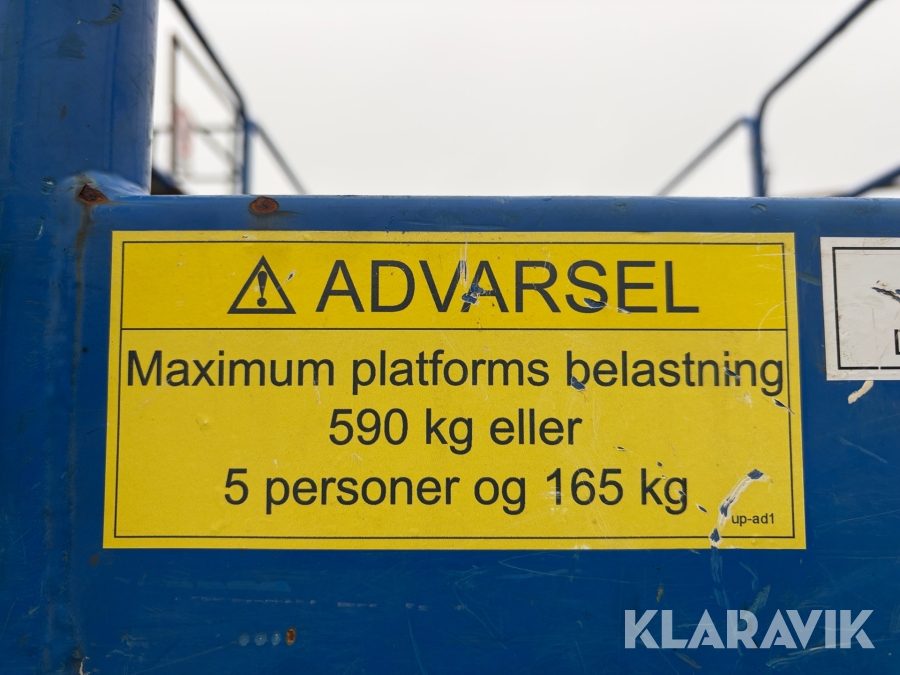 ADVARSEL
Maximum platforms belastning
590 kg eller
5 personer og 165 kg
up-ad1
KLARAVIK